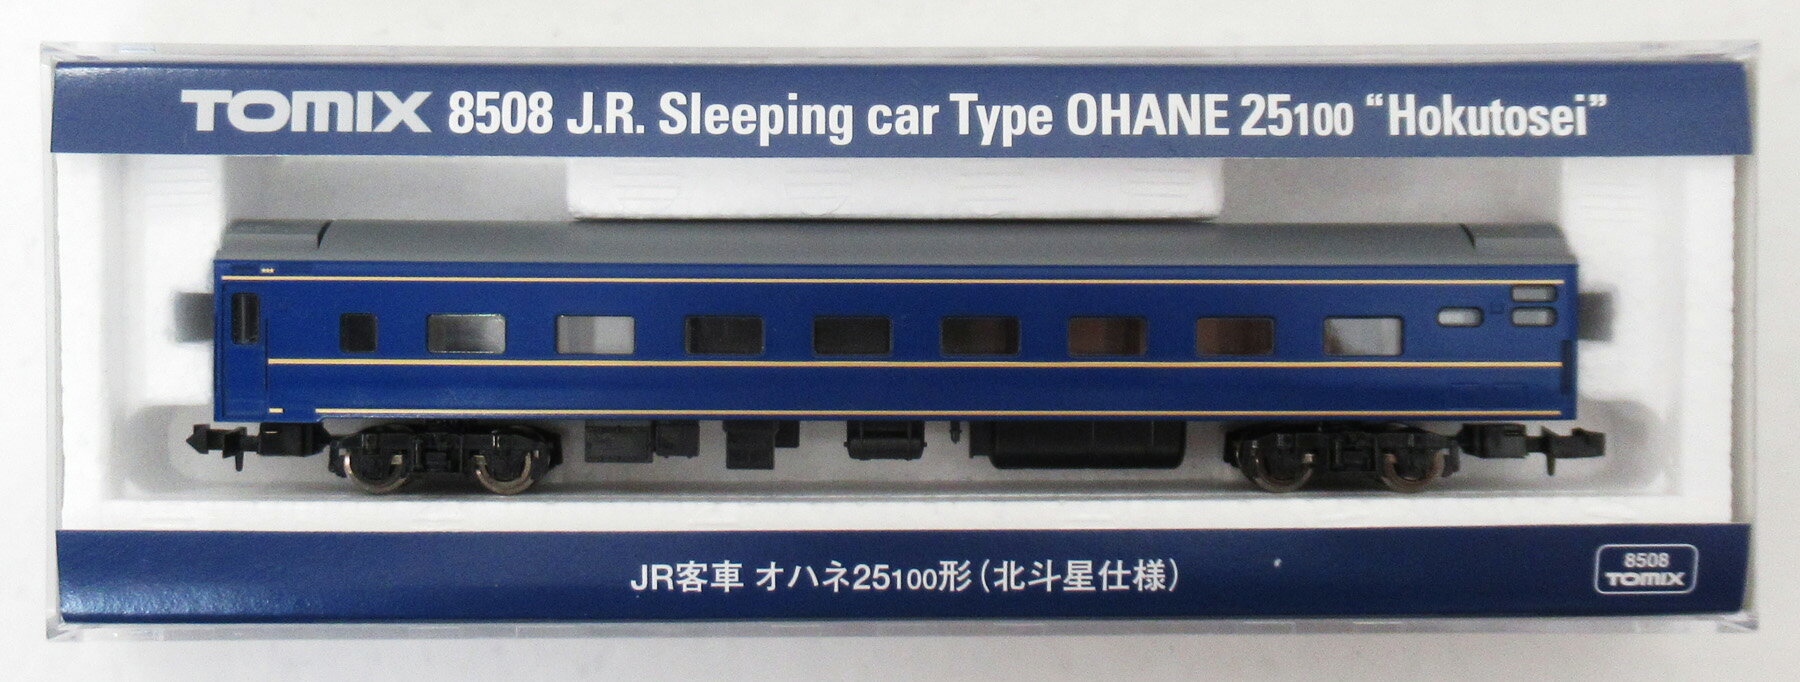 TOMIX 8508 J.R. Sleeping car Type OHANE 25100 “Hokutosei”
JR客車 オハネ25100形(北斗星仕様)
8508
TOMIX